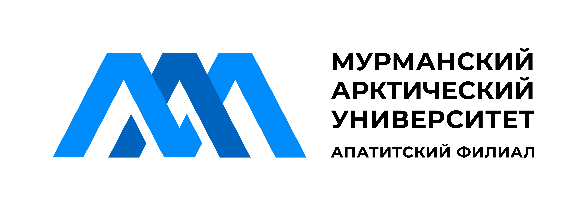 МУРМАНСКИЙ
АРКТИЧЕСКИЙ
УНИВЕРСИТЕТ
АПАТИТСКИЙ ФИЛИАЛ